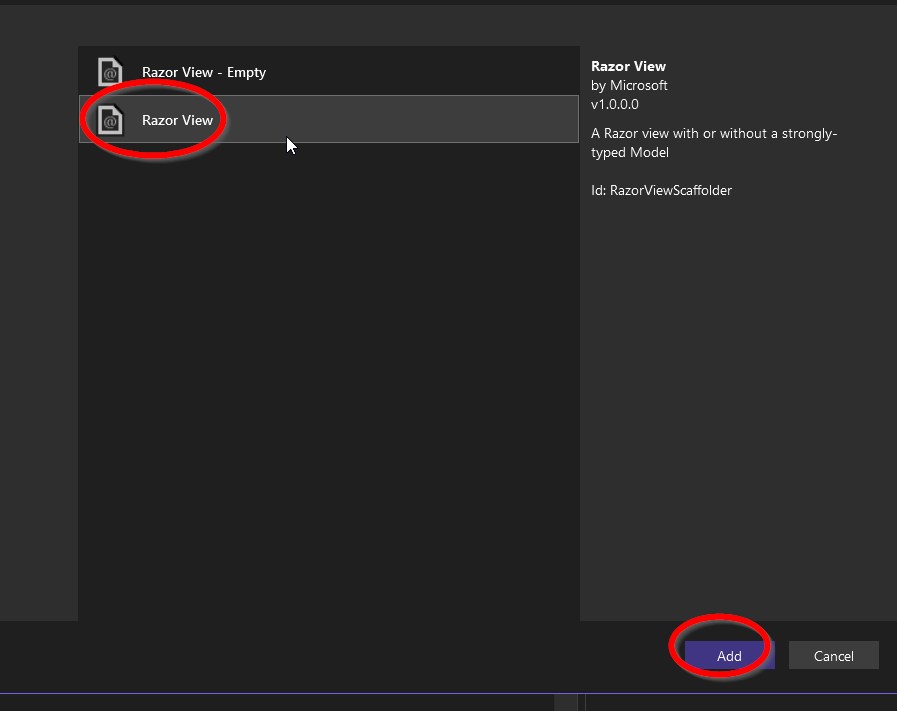 Razor View - Empty
Razor View
Razor View
by Microsoft
v1.0.0.0
A Razor view with or without a strongly-
typed Model
Id: RazorViewScaffolder
Add
Cancel